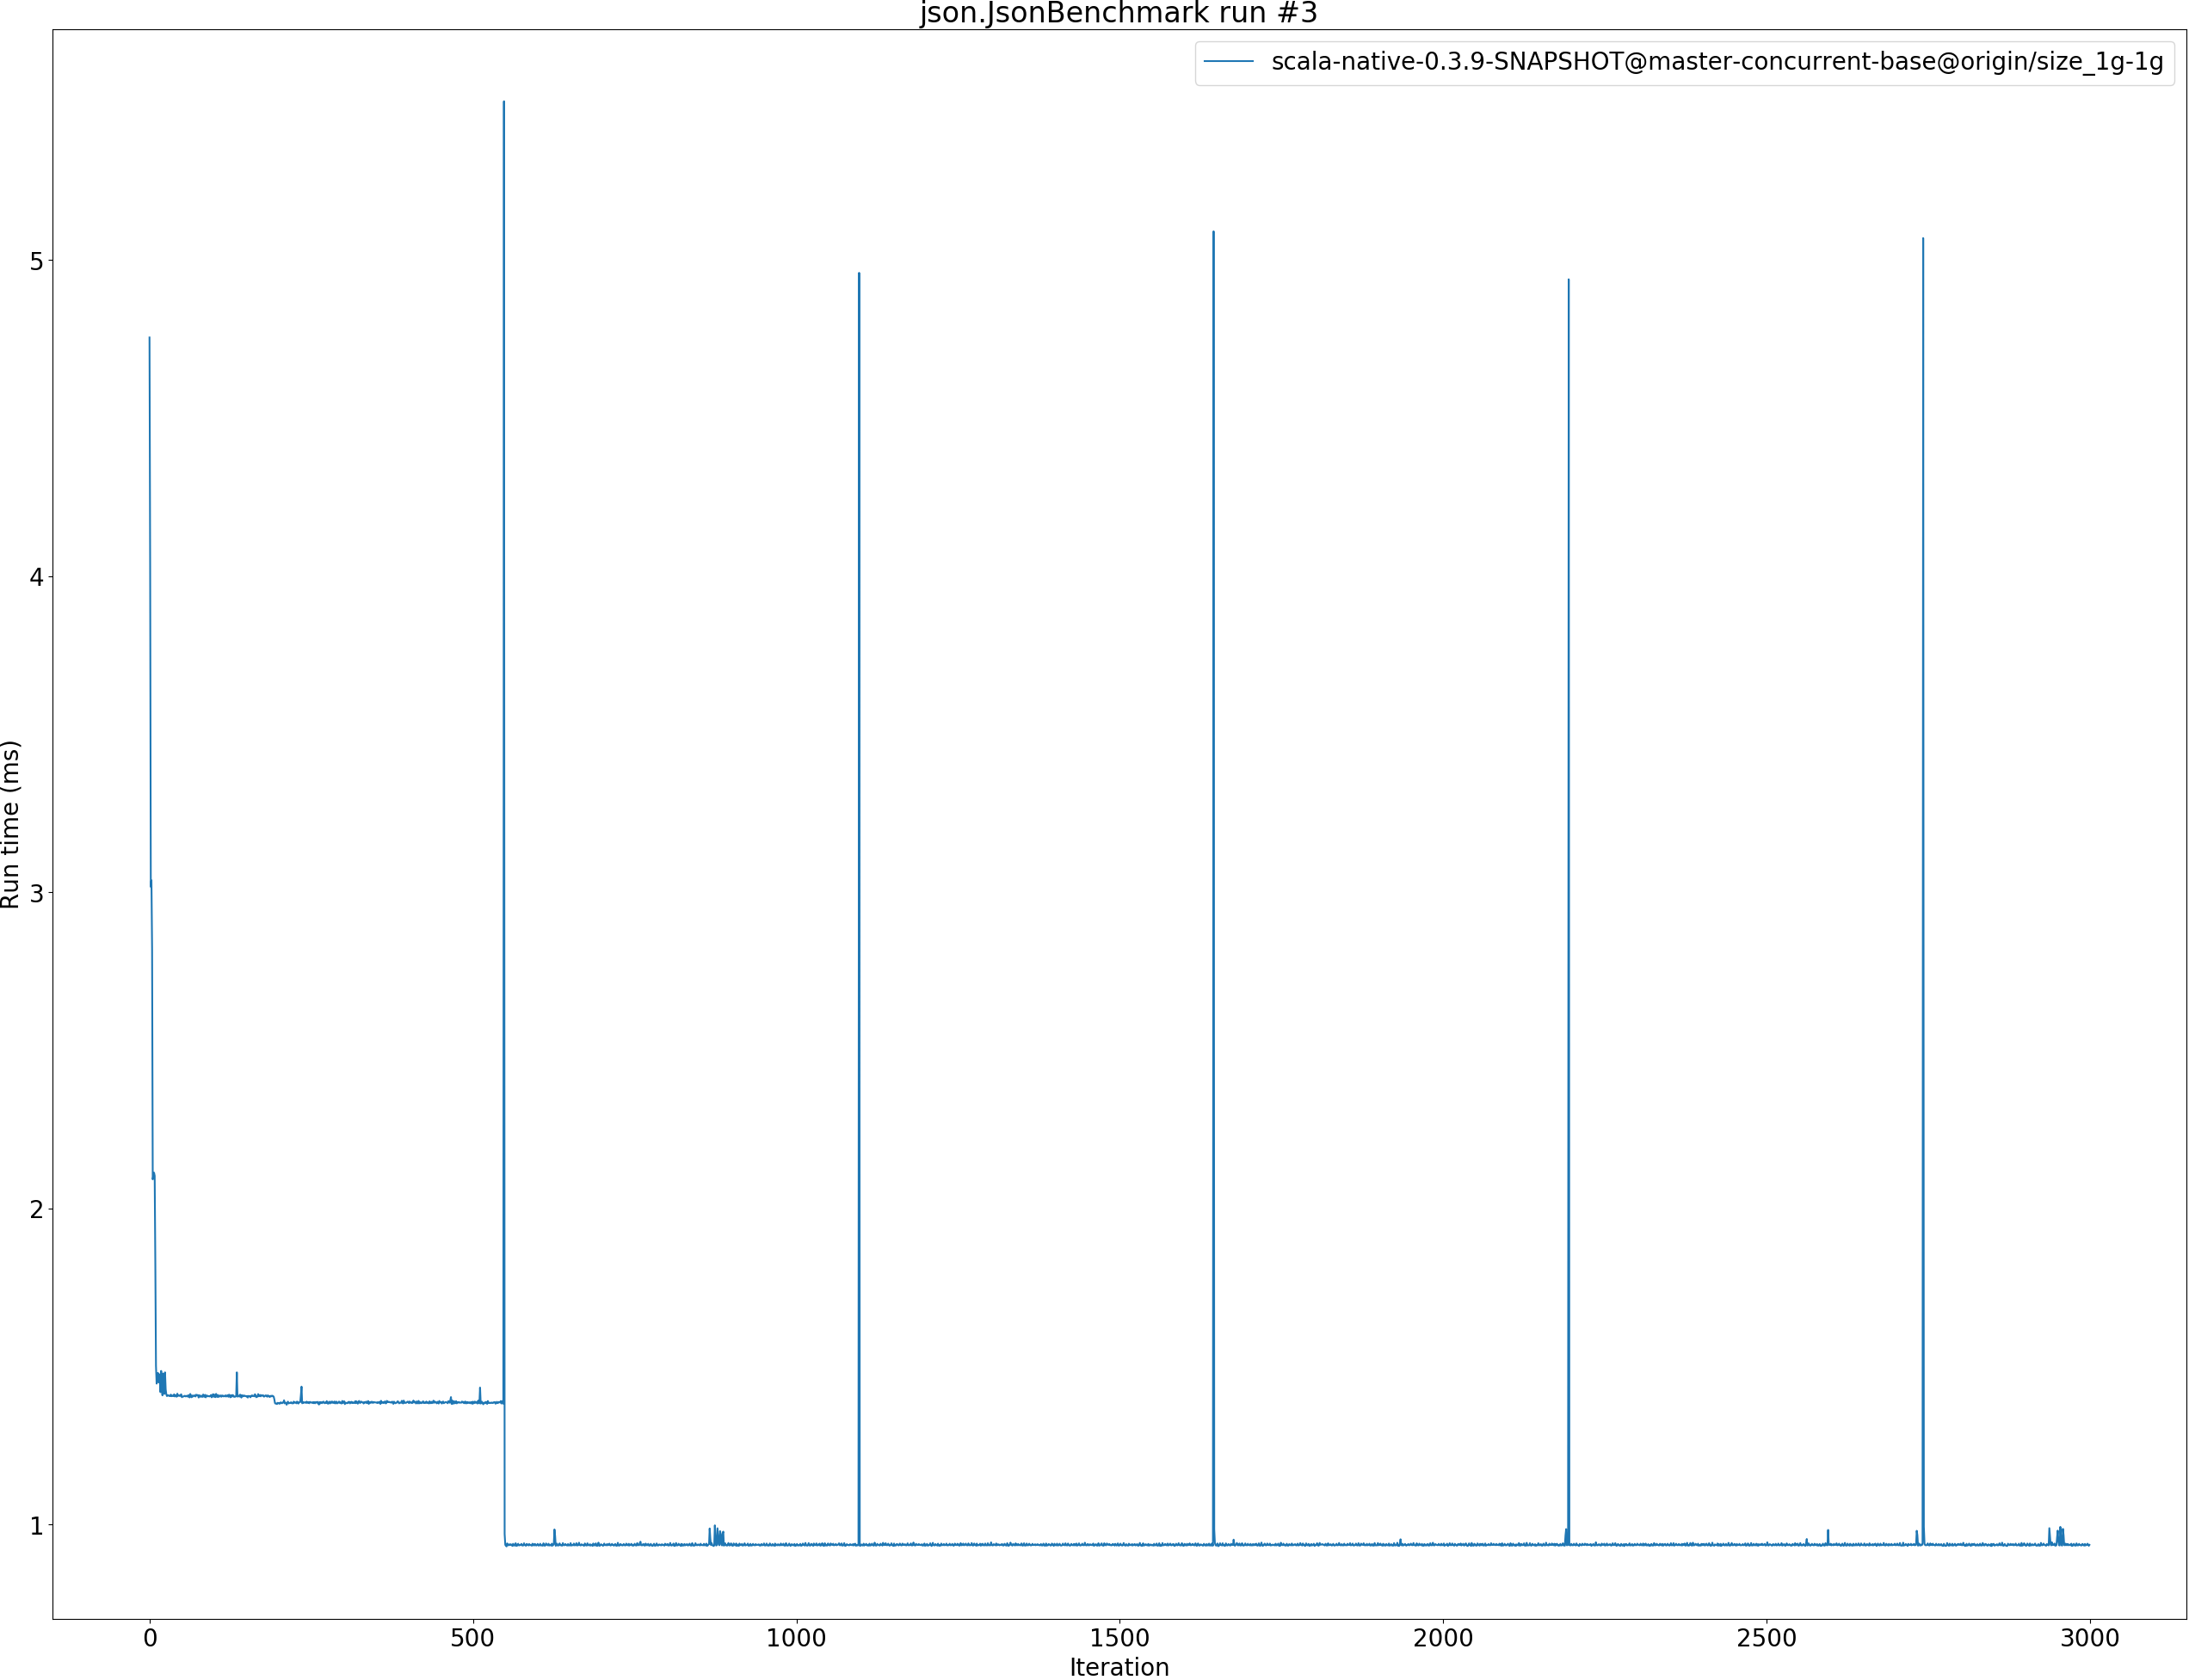 json.JsonBenchmark run #3
scala-native-0.3.9-SNAPSHOT@master-concurrent-base@origin/size_1g-1g
Run time (ms)
5
4
3
2
1
0 500 1000 1500 2000 2500 3000
Iteration